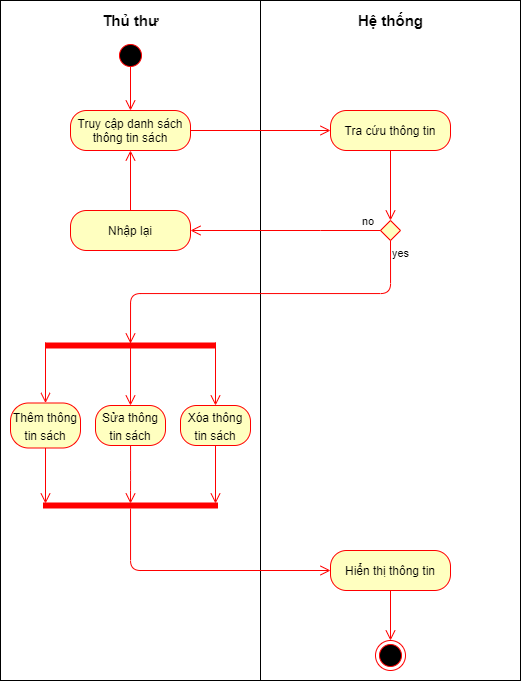 Thủ thư
Hệ thống
Truy cập danh sách
thông tin sách
Tra cứu thông tin
Nhập lại
no
yes
Thêm thông
tin sách
Sửa thông
tin sách
Xóa thông
tin sách
Hiển thị thông tin